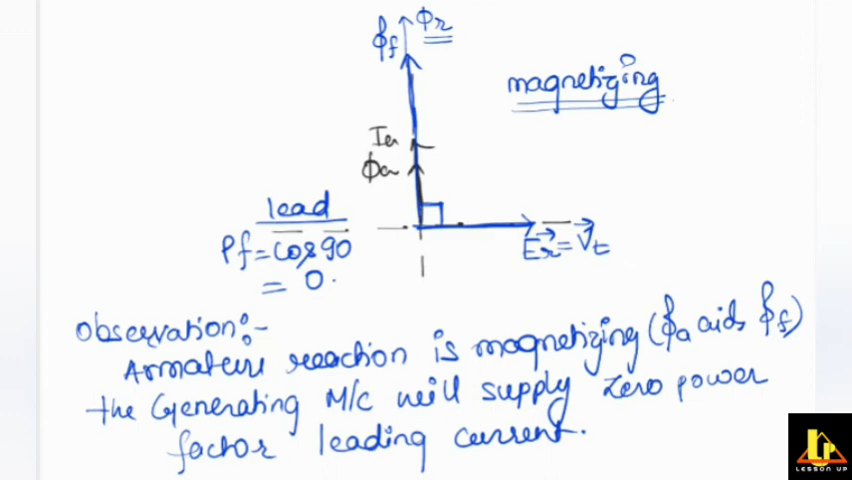 ϕf ϕr
magnetizing
Ia
ϕa
lead
Pf = cos 90
= 0.
Er = Vt
Observation:-
Armature reaction is magnetizing (ϕa aids ϕf)
the Generating M/c will supply zero power
factor leading current.
LESSON UP